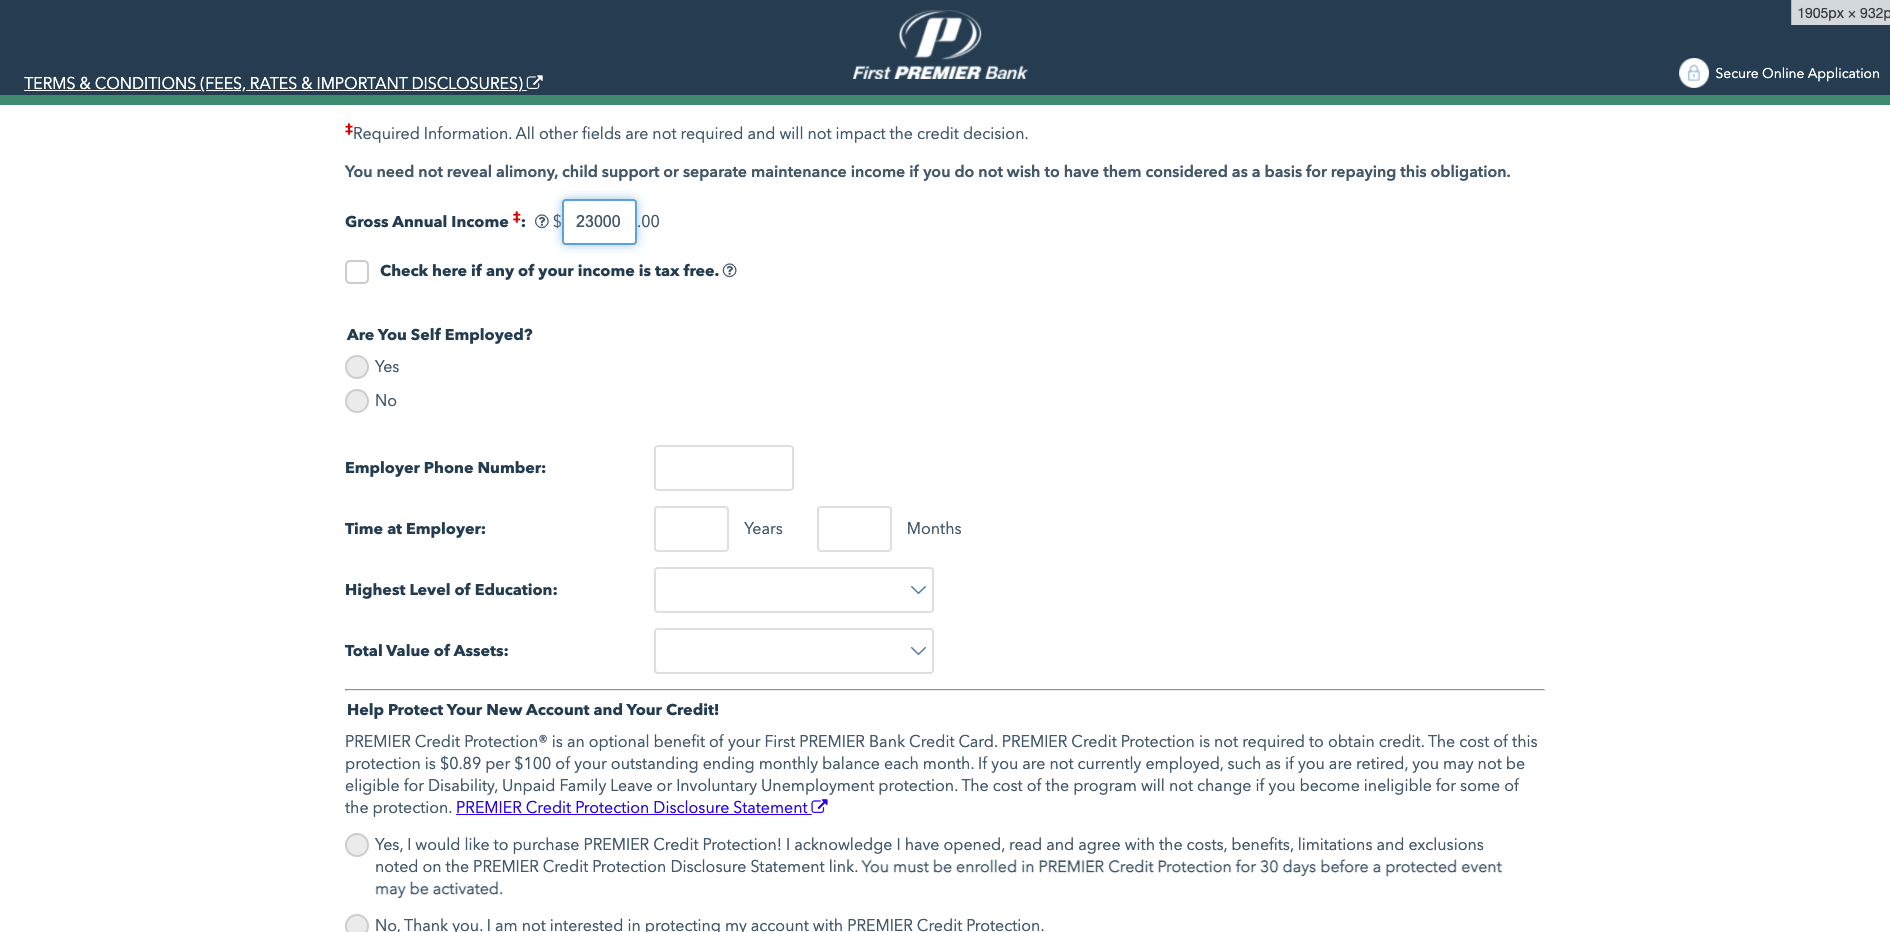 1905px × 932p
First PREMIER Bank
TERMS & CONDITIONS (FEES, RATES & IMPORTANT DISCLOSURES)
Secure Online Application
‡Required Information. All other fields are not required and will not impact the credit decision.
You need not reveal alimony, child support or separate maintenance income if you do not wish to have them considered as a basis for repaying this obligation.
Gross Annual Income ‡: $ 23000 .00
Check here if any of your income is tax free.
Are You Self Employed?
Yes
No
Employer Phone Number:
Time at Employer: Years Months
Highest Level of Education:
Total Value of Assets:
Help Protect Your New Account and Your Credit!
PREMIER Credit Protection® is an optional benefit of your First PREMIER Bank Credit Card. PREMIER Credit Protection is not required to obtain credit. The cost of this
protection is $0.89 per $100 of your outstanding ending monthly balance each month. If you are not currently employed, such as if you are retired, you may not be
eligible for Disability, Unpaid Family Leave or Involuntary Unemployment protection. The cost of the program will not change if you become ineligible for some of
the protection. PREMIER Credit Protection Disclosure Statement
Yes, I would like to purchase PREMIER Credit Protection! I acknowledge I have opened, read and agree with the costs, benefits, limitations and exclusions
noted on the PREMIER Credit Protection Disclosure Statement link. You must be enrolled in PREMIER Credit Protection for 30 days before a protected event
may be activated.
No, Thank you. I am not interested in protecting my account with PREMIER Credit Protection.